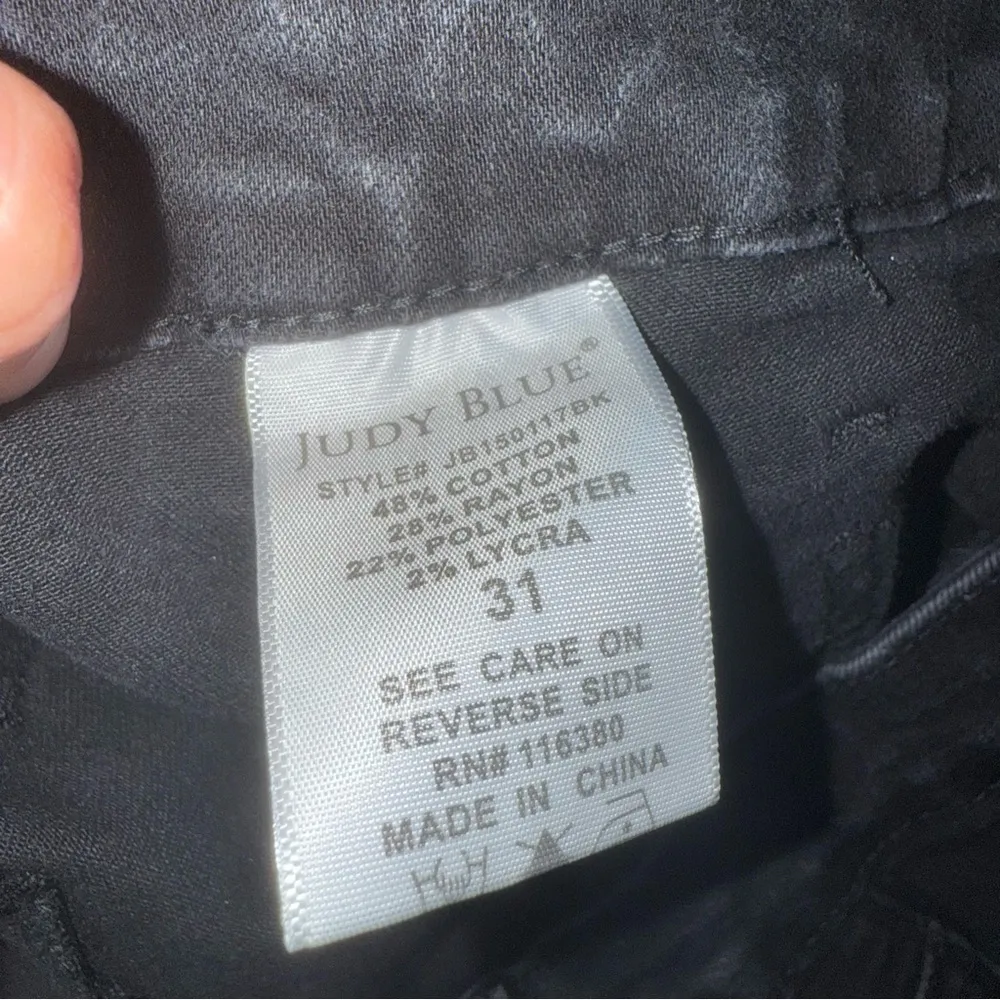 JUDY BLUE®
STYLE# JB1501117BK
48% COTTON
28% RAYON
22% POLYESTER
2% LYCRA
31
SEE CARE ON
REVERSE SIDE
RN# 116380
MADE IN CHINA